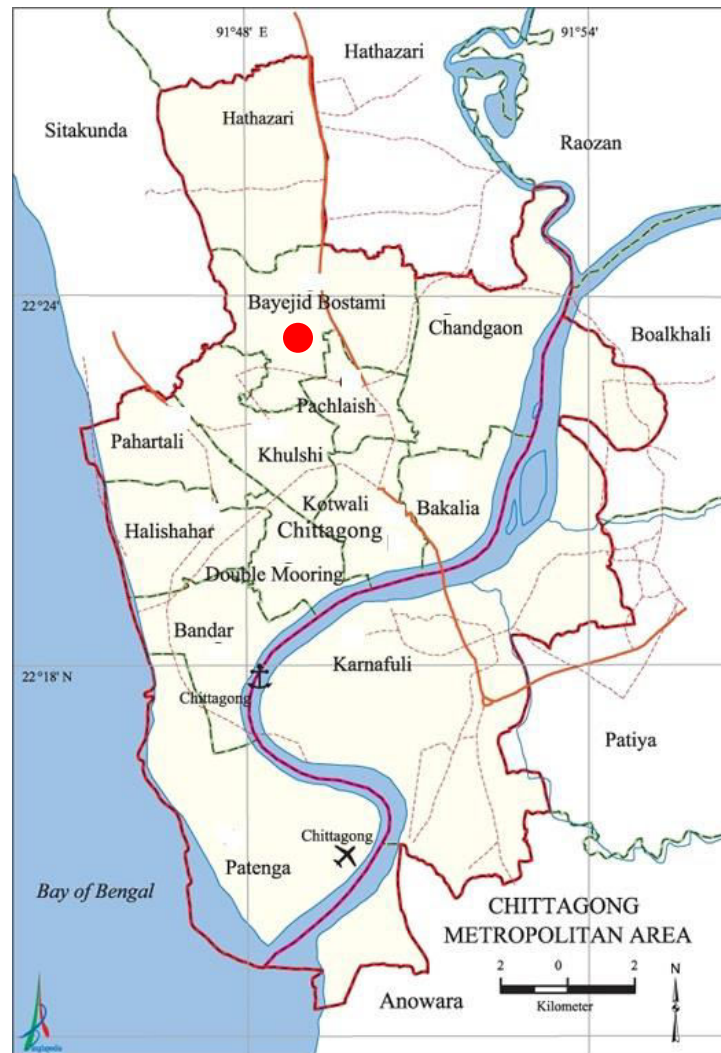 91°48' E
91°54'
Hathazari
Hathazari
Sitakunda
Raozan
22°24'
Bayejid Bostami
Chandgaon
Boalkhali
Pachlaish
Pahartali
Khulshi
Kotwali
Bakalia
Halishahar
Chittagong
Double Mooring
Bandar
Karnafuli
22°18' N
Chittagong
Patiya
Chittagong
Patenga
Bay of Bengal
CHITTAGONG
METROPOLITAN AREA
2 0 2
Kilometer
N
Anowara